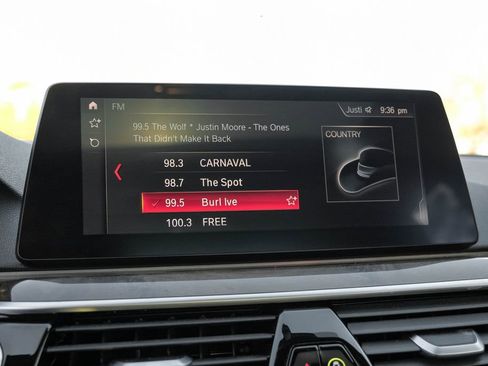 FM
Justi 9:36 pm
99.5 The Wolf * Justin Moore - The Ones
That Didn't Make It Back
COUNTRY
98.3 CARNAVAL
98.7 The Spot
99.5 Burl Ive
100.3 FREE